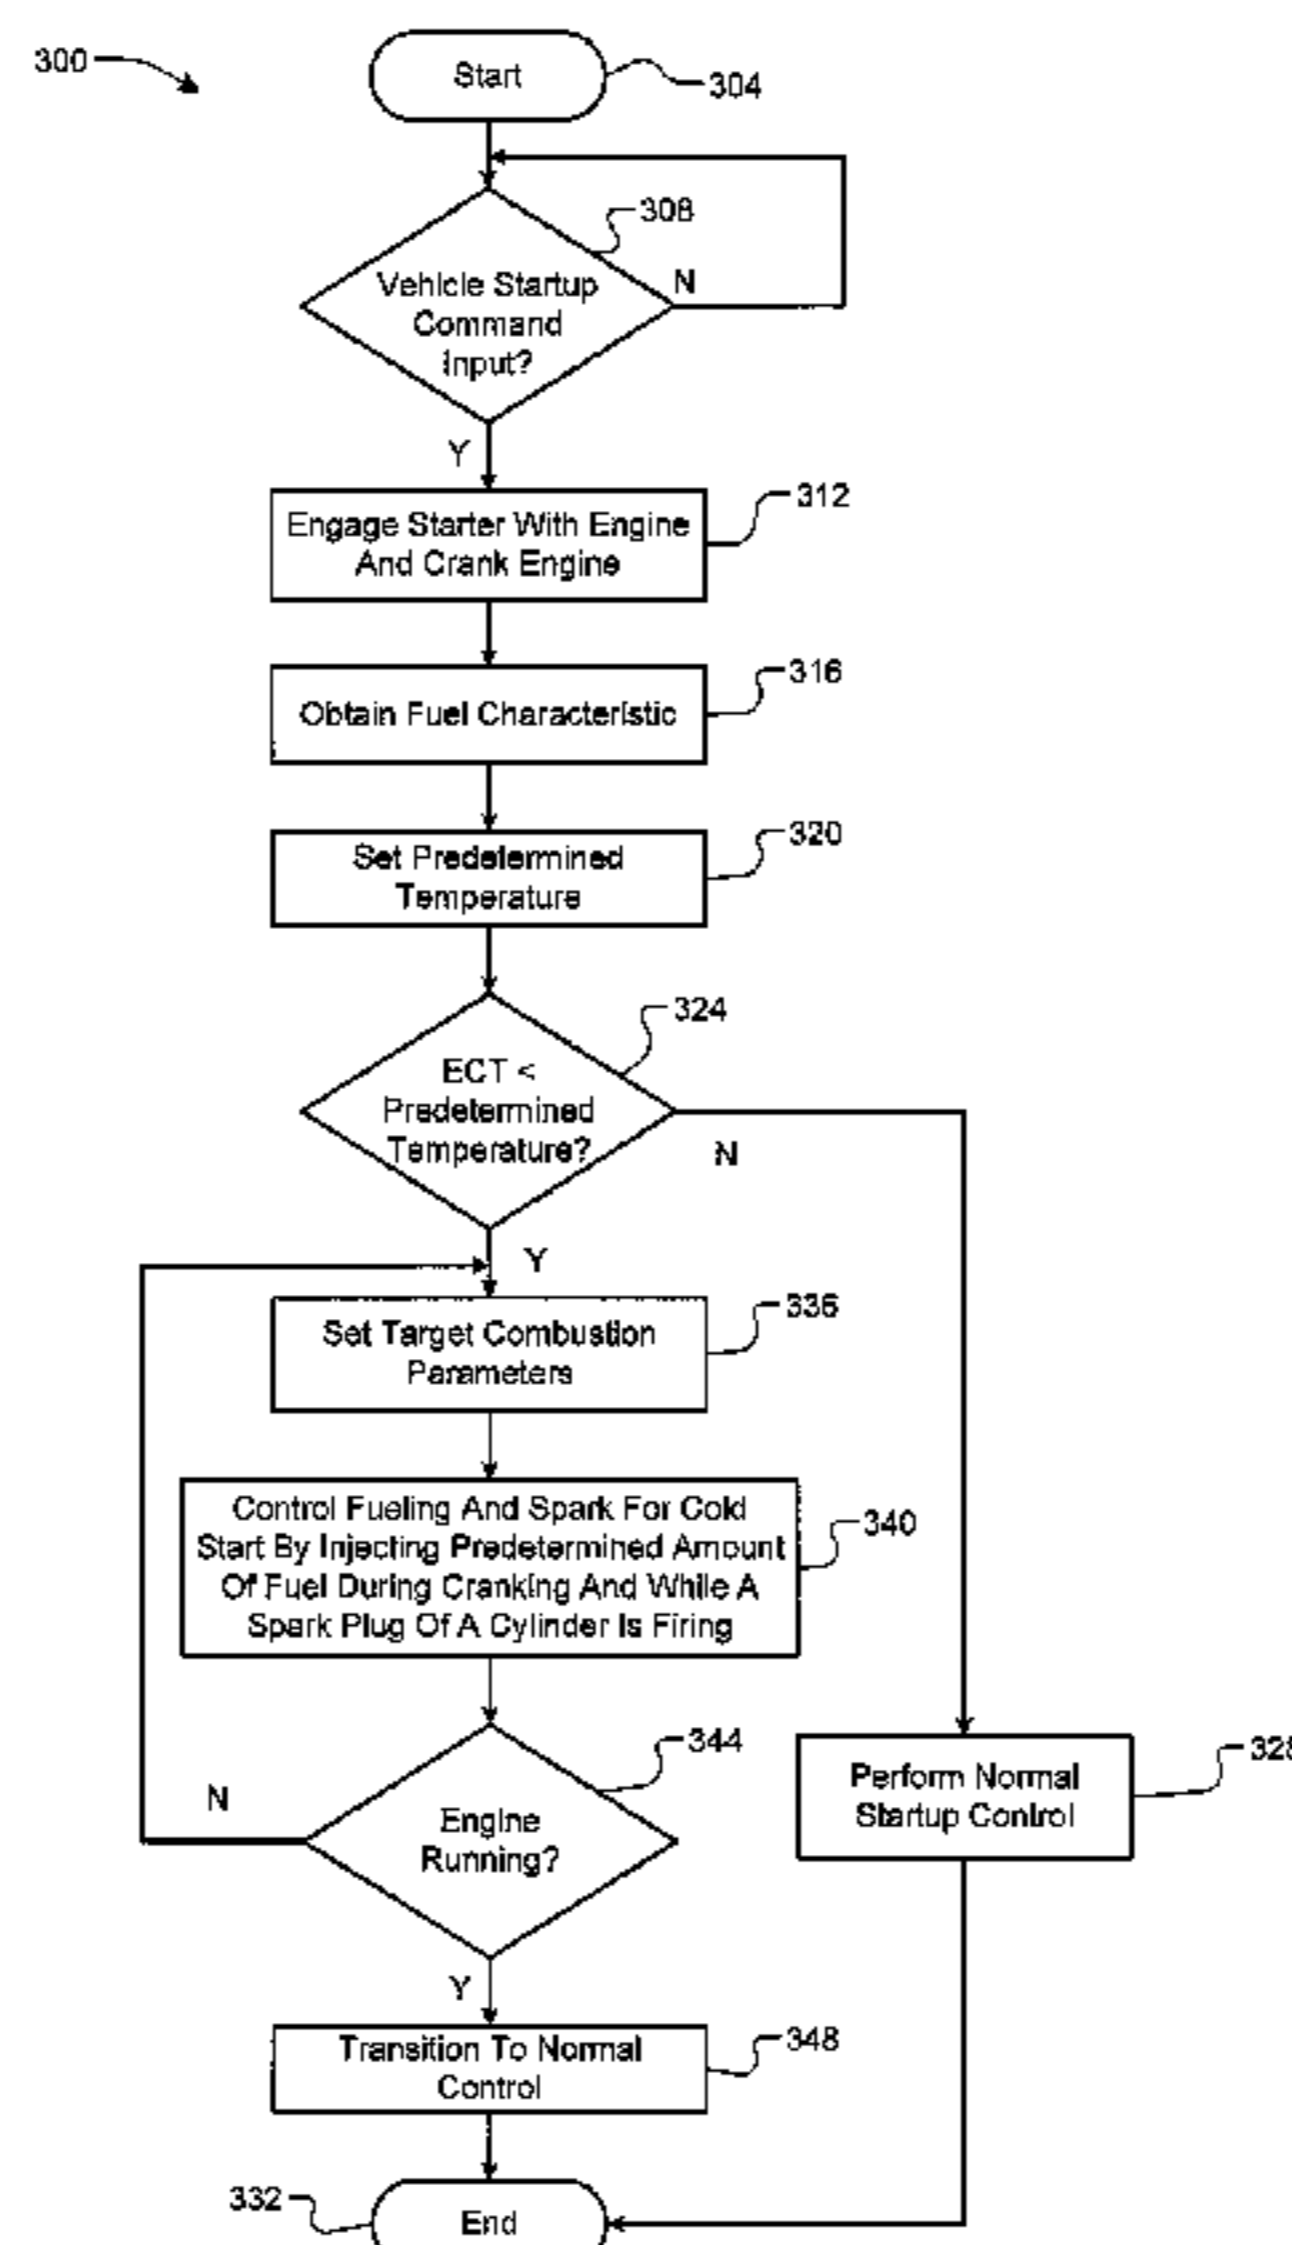 300
Start
304
308
Vehicle Startup
Command
Input?
N
Y
312
Engage Starter With Engine
And Crank Engine
316
Obtain Fuel Characteristic
320
Set Predetermined
Temperature
324
ECT <
Predetermined
Temperature?
N
Y
336
Set Target Combustion
Parameters
Control Fueling And Spark For Cold
Start By Injecting Predetermined Amount
Of Fuel During Cranking And While A
Spark Plug Of A Cylinder Is Firing
340
344
N
Engine
Running?
328
Perform Normal
Startup Control
Y
348
Transition To Normal
Control
332
End